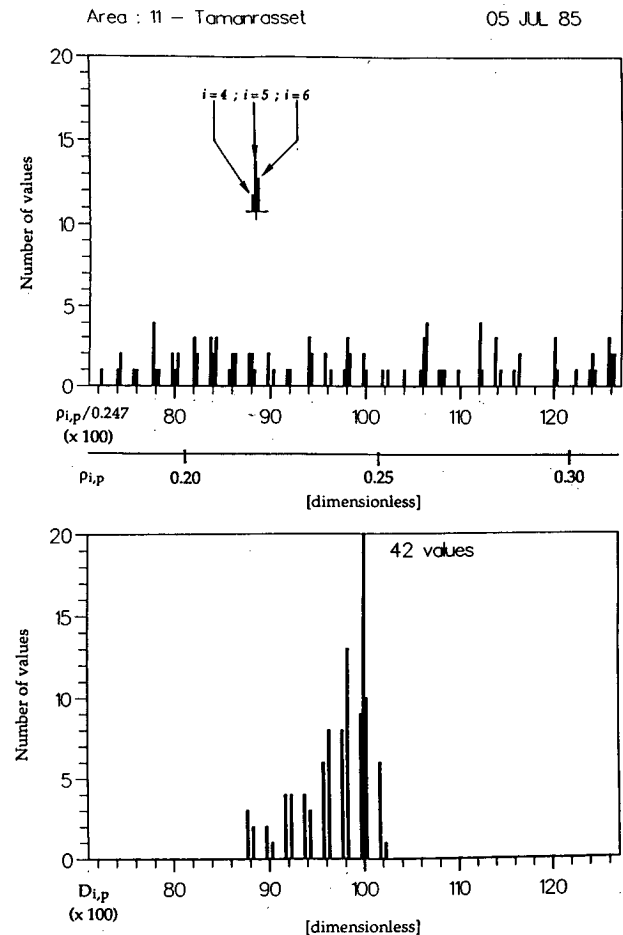 Area : 11 — Tamanrasset 05 JUL 85
20
i=4 ; i=5 ; i=6
15
Number of values
10
5
0
ρi,p/0.247 80 90 100 110 120
(x 100)
ρi,p 0.20 0.25 0.30
[dimensionless]
20
42 values
15
Number of values
10
5
0
Di,p 80 90 100 110 120
(x 100)
[dimensionless]